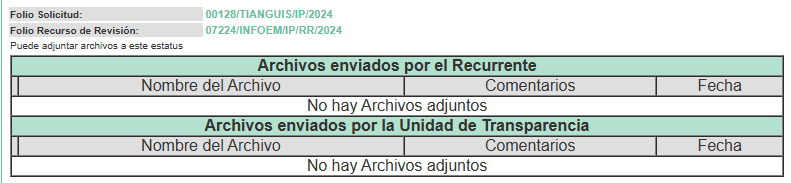 Folio Solicitud: 00128/TIANGUIS/IP/2024
Folio Recurso de Revisión: 07224/INFOEM/IP/RR/2024
Puede adjuntar archivos a este estatus
Archivos enviados por el Recurrente
Nombre del Archivo Comentarios Fecha
No hay Archivos adjuntos
Archivos enviados por la Unidad de Transparencia
Nombre del Archivo Comentarios Fecha
No hay Archivos adjuntos